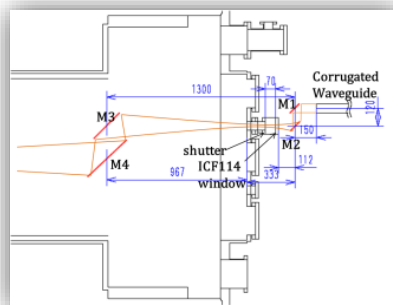 70
1300
M1
Corrugated
Waveguide
120
M3
150
shutter
M2
ICF114
112
M4
window
333
967